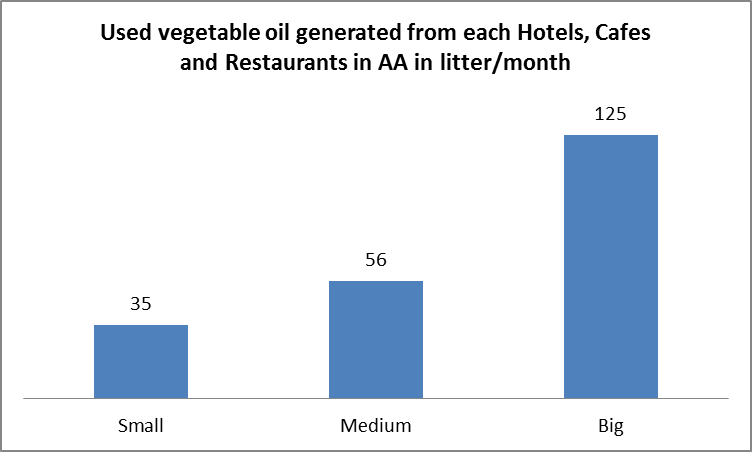 Used vegetable oil generated from each Hotels, Cafes
and Restaurants in AA in litter/month
125
56
35
Small Medium Big